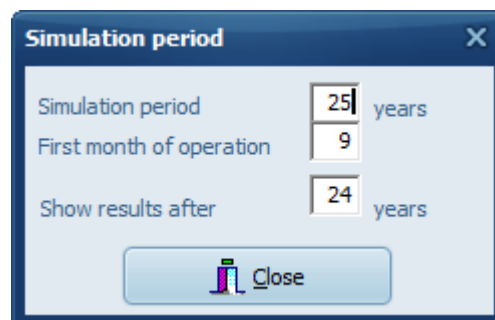 Simulation period
Simulation period 25 years
First month of operation 9
Show results after 24 years
Close